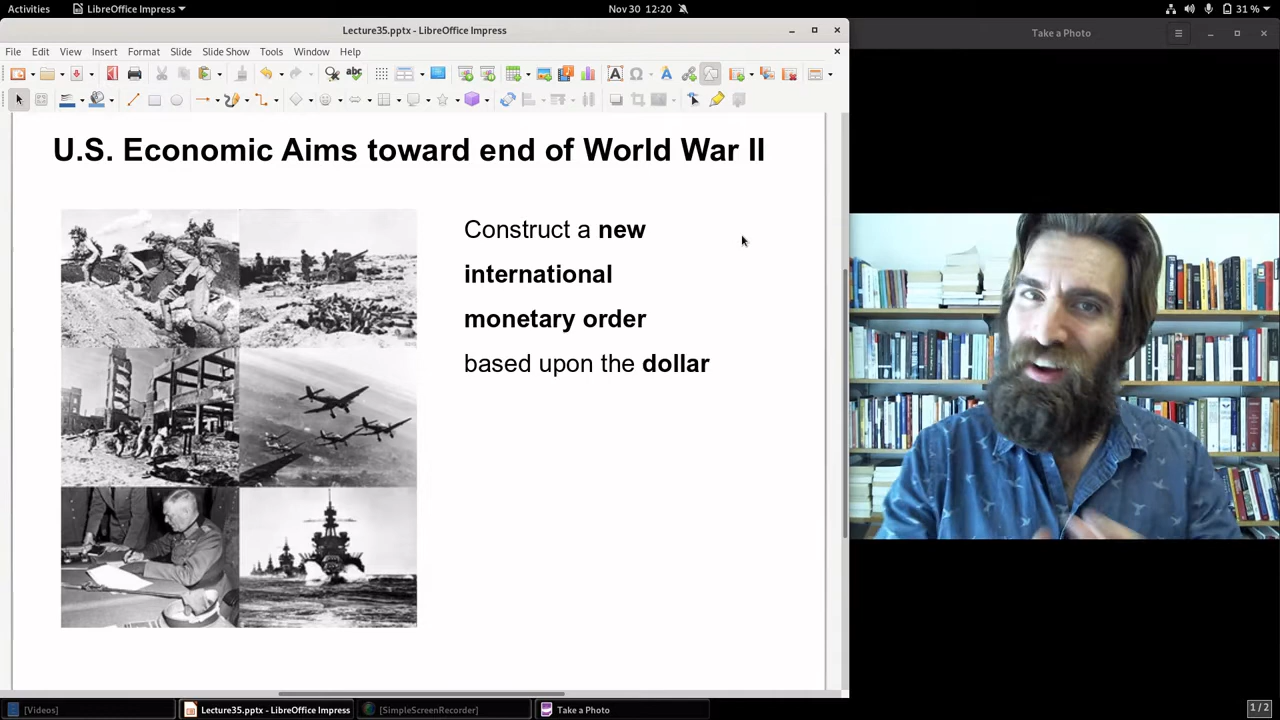 Activities
LibreOffice Impress
Nov 30 12:20
31 %
Lecture35.pptx - LibreOffice Impress
Take a Photo
File Edit View Insert Format Slide Slide Show Tools Window Help
U.S. Economic Aims toward end of World War II
Construct a new
international
monetary order
based upon the dollar
[Videos]
Lecture35.pptx - LibreOffice Impress
[SimpleScreenRecorder]
Take a Photo
1 / 2